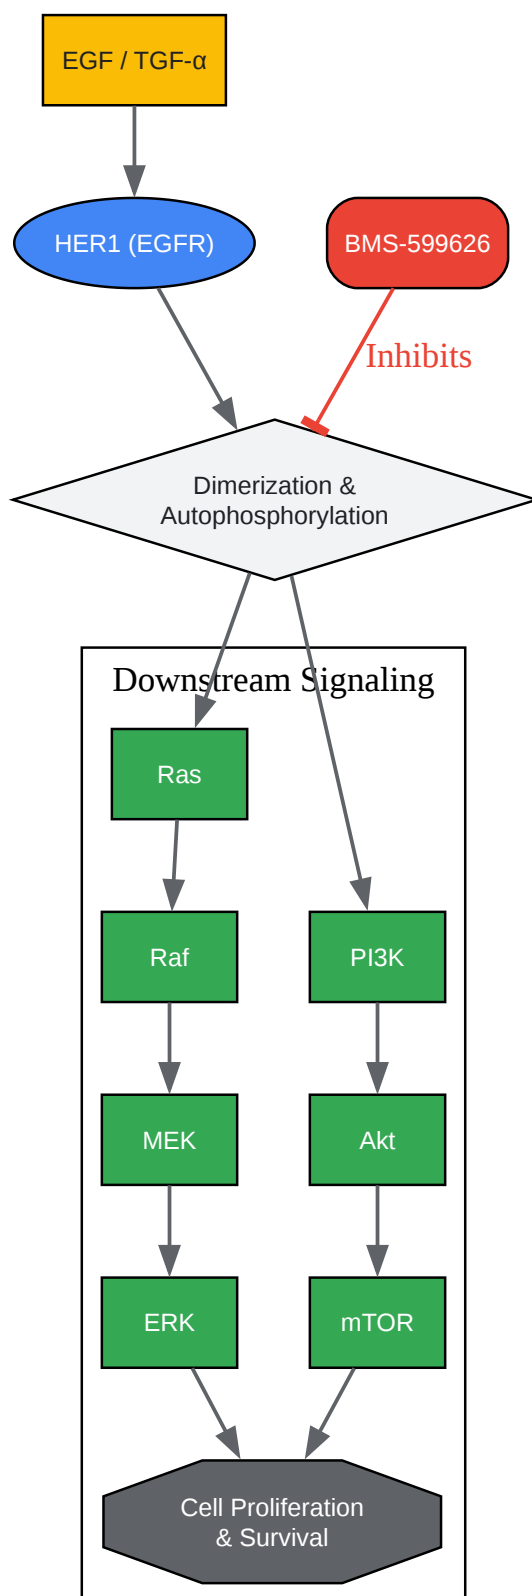 EGF / TGF-α
HER1 (EGFR)
BMS-599626
Inhibits
Dimerization &
Autophosphorylation
Downstream Signaling
Ras
Raf
PI3K
MEK
Akt
ERK
mTOR
Cell Proliferation
& Survival